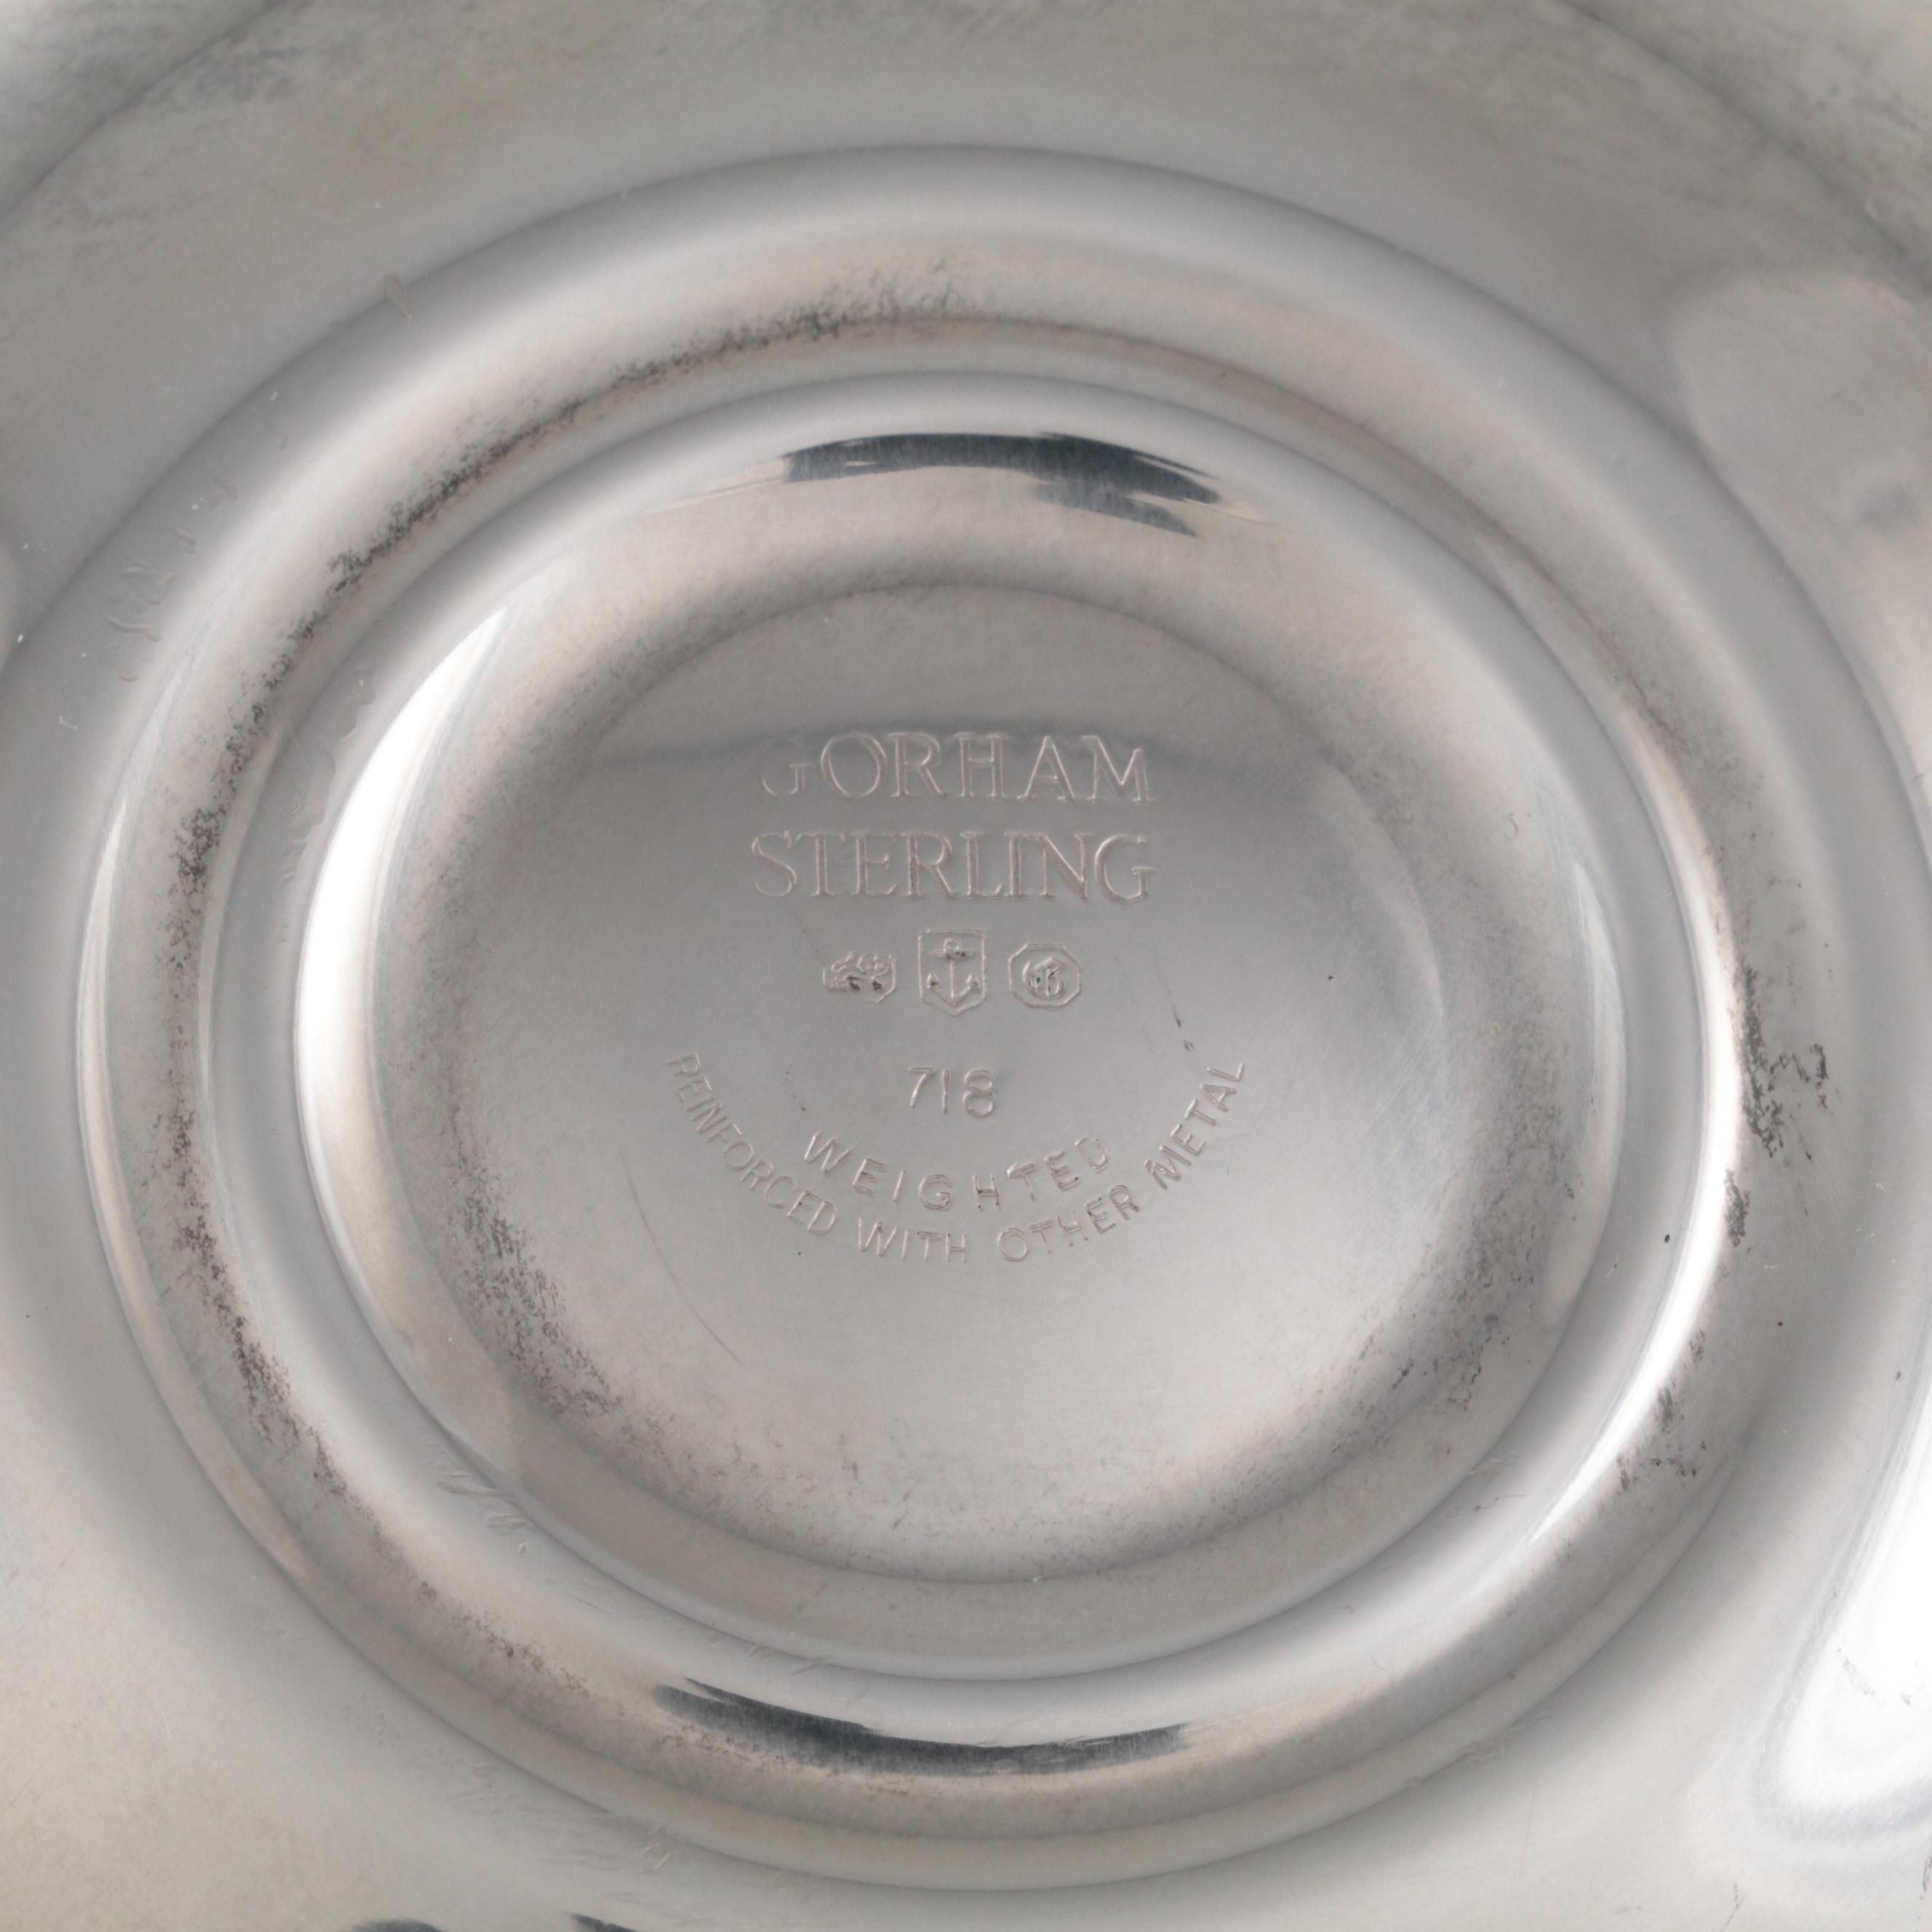 GORHAM
STERLING
718
WEIGHTED
REINFORCED WITH OTHER METAL